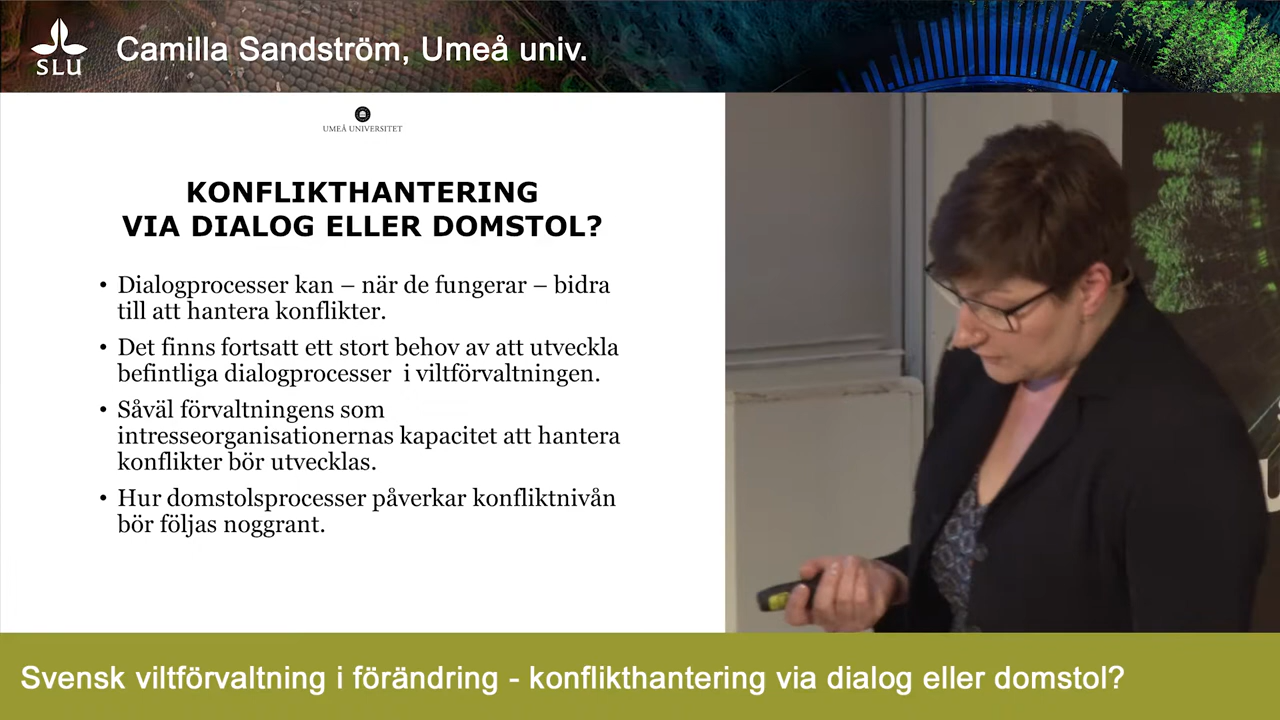 SLU
Camilla Sandström, Umeå univ.
UMEÅ UNIVERSITET
KONFLIKTHANTERING
VIA DIALOG ELLER DOMSTOL?
• Dialogprocesser kan – när de fungerar – bidra
till att hantera konflikter.
• Det finns fortsatt ett stort behov av att utveckla
befintliga dialogprocesser i viltförvaltningen.
• Såväl förvaltningens som
intresseorganisationernas kapacitet att hantera
konflikter bör utvecklas.
• Hur domstolsprocesser påverkar konfliktnivån
bör följas noggrant.
Svensk viltförvaltning i förändring - konflikthantering via dialog eller domstol?